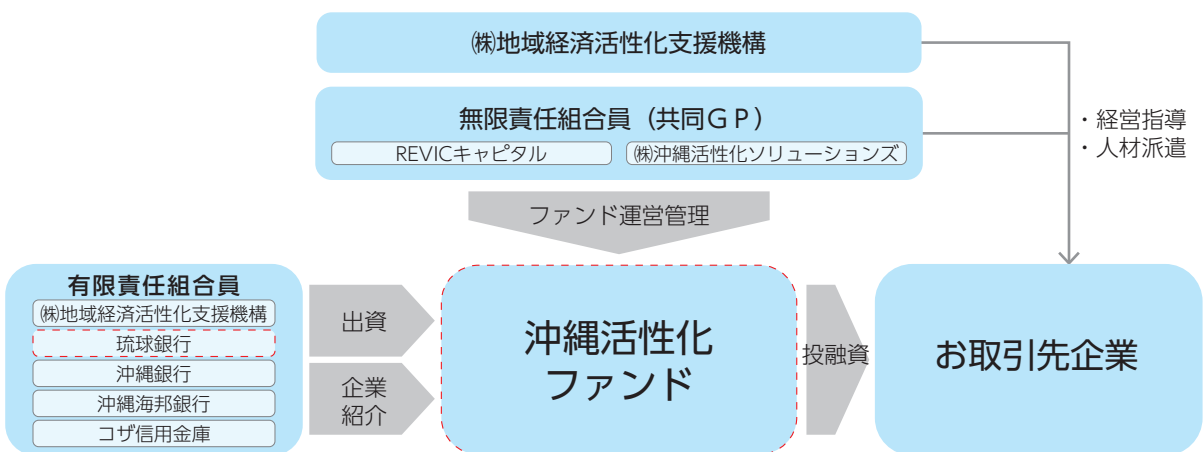 ㈱地域経済活性化支援機構
無限責任組合員（共同ＧＰ）
REVICキャピタル
㈱沖縄活性化ソリューションズ
・経営指導
・人材派遣
ファンド運営管理
有限責任組合員
㈱地域経済活性化支援機構
琉球銀行
沖縄銀行
沖縄海邦銀行
コザ信用金庫
出資
企業
紹介
沖縄活性化
ファンド
投融資
お取引先企業